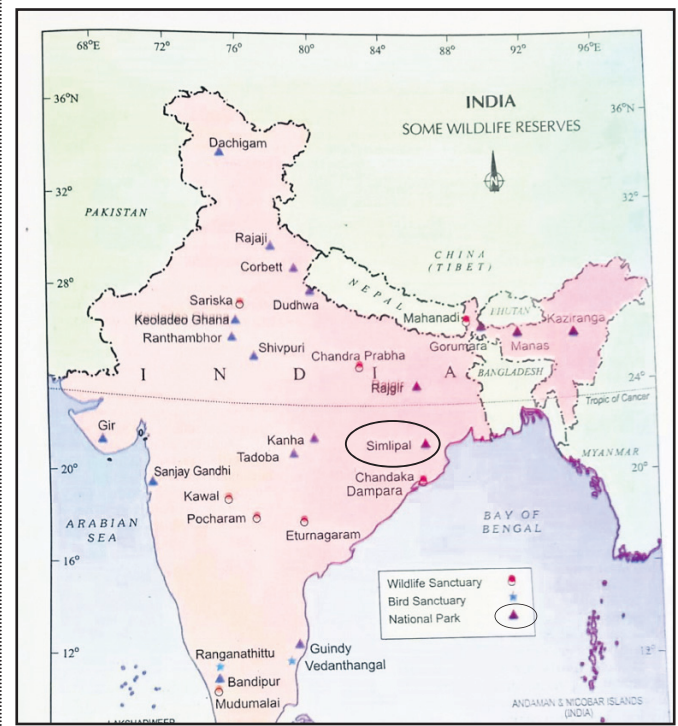 68°E 72° 76° 80° 84° 88° 92° 96°E
INDIA
SOME WILDLIFE RESERVES
36°N
36°N
Dachigam
32°
32°
PAKISTAN
Rajaji
CHINA
(TIBET)
Corbett
28°
NEPAL
Sariska
Dudhwa
Mahanadi
BHUTAN
Kaziranga
Keoladeo Ghana
Ranthambhor
Gorumara
Manas
Shivpuri
Chandra Prabha
INDIA
BANGLADESH
24°
24°
Rajgir
Tropic of Cancer
Gir
Kanha
Simlipal
Tadoba
MYANMAR
20°
20°
Sanjay Gandhi
Chandaka
Dampara
Kawal
Pocharam
ARABIAN
SEA
BAY OF
BENGAL
Eturnagaram
16°
Wildlife Sanctuary
Bird Sanctuary
National Park
12°
12°
Ranganathittu
Guindy
Vedanthangal
Bandipur
Mudumalai
ANDAMAN & NICOBAR ISLANDS
(INDIA)
LAKSHADWEEP